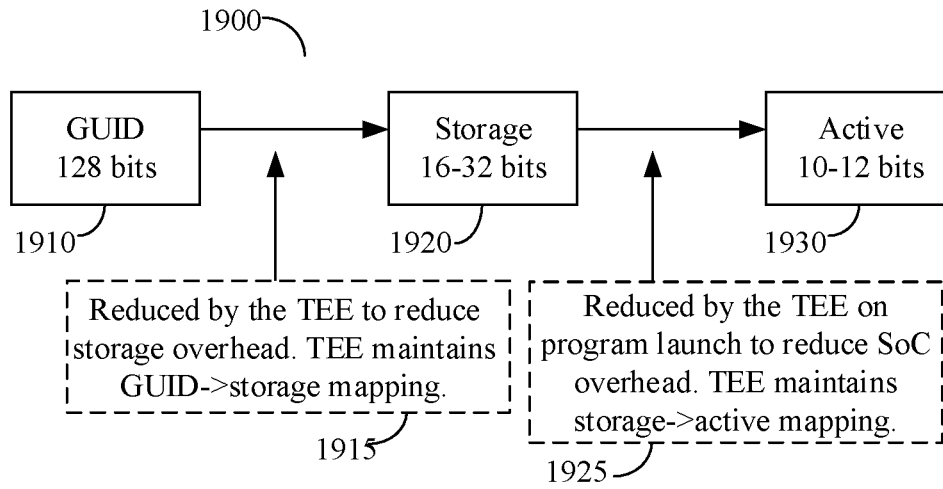 1900
GUID
128 bits
Storage
16-32 bits
Active
10-12 bits
1910
1920
1930
Reduced by the TEE to reduce
storage overhead. TEE maintains
GUID->storage mapping.
Reduced by the TEE on
program launch to reduce SoC
overhead. TEE maintains
storage->active mapping.
1915
1925